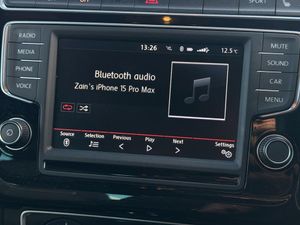 SPORT
RADIO
MEDIA
PHONE
VOICE
13:26
12.5°C
Bluetooth audio
Zain's iPhone 15 Pro Max
Source
Selection
Previous
Play
Next
Settings
MUTE
SOUND
CAR
MENU